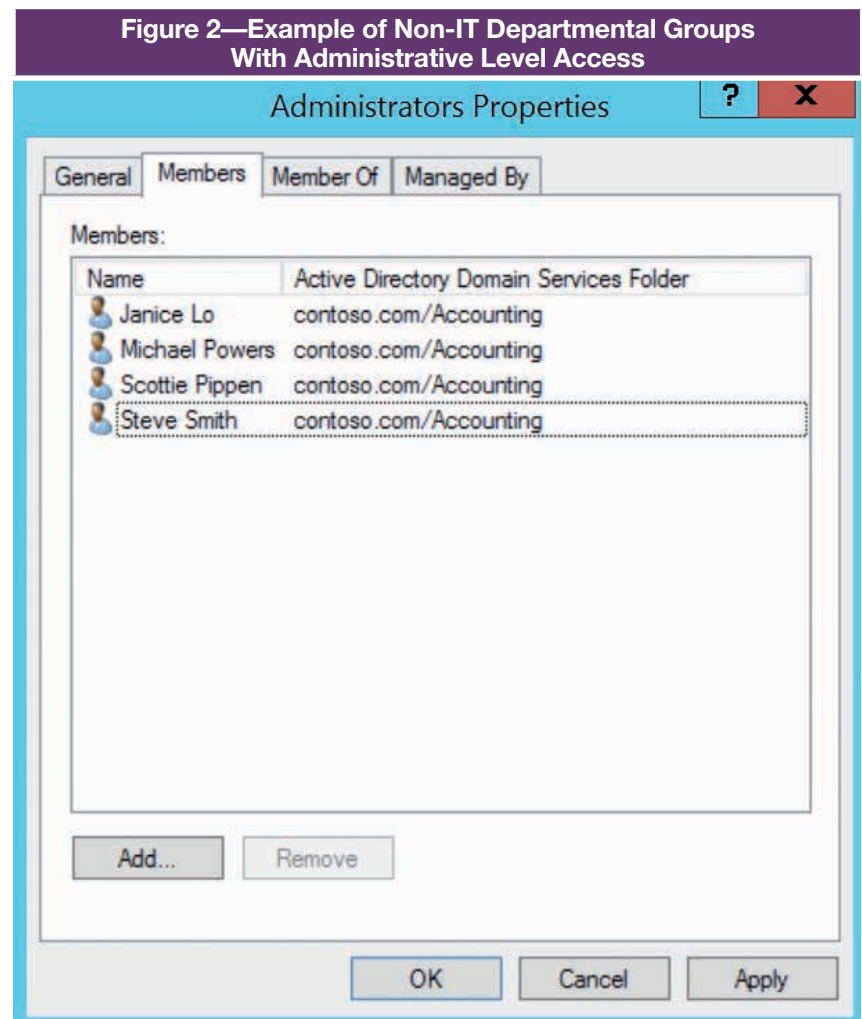 Figure 2—Example of Non-IT Departmental Groups
With Administrative Level Access
Administrators Properties ? X
General Members Member Of Managed By
Members:
Name Active Directory Domain Services Folder
Janice Lo contoso.com/Accounting
Michael Powers contoso.com/Accounting
Scottie Pippen contoso.com/Accounting
Steve Smith contoso.com/Accounting
Add... Remove
OK Cancel Apply